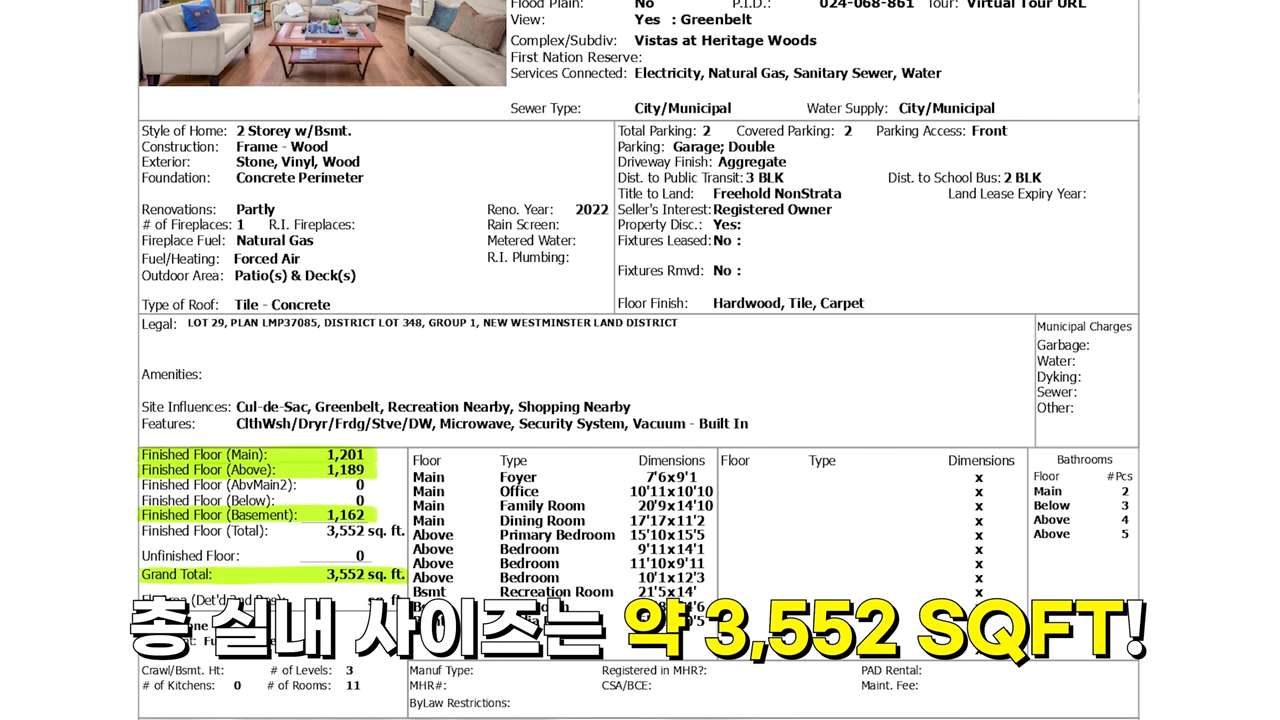 Flood Plain: No P.I.D.: 024-068-861 Tour: Virtual Tour URL
View: Yes : Greenbelt
Complex/Subdiv: Vistas at Heritage Woods
First Nation Reserve:
Services Connected: Electricity, Natural Gas, Sanitary Sewer, Water
Sewer Type: City/Municipal Water Supply: City/Municipal
Style of Home: 2 Storey w/Bsmt.
Construction: Frame - Wood
Exterior: Stone, Vinyl, Wood
Foundation: Concrete Perimeter
Renovations: Partly Reno. Year: 2022
# of Fireplaces: 1 R.I. Fireplaces: Rain Screen:
Fireplace Fuel: Natural Gas Metered Water:
Fuel/Heating: Forced Air R.I. Plumbing:
Outdoor Area: Patio(s) & Deck(s)
Type of Roof: Tile - Concrete
Total Parking: 2 Covered Parking: 2 Parking Access: Front
Parking: Garage; Double
Driveway Finish: Aggregate
Dist. to Public Transit: 3 BLK Dist. to School Bus: 2 BLK
Title to Land: Freehold NonStrata Land Lease Expiry Year:
Seller's Interest: Registered Owner
Property Disc.: Yes:
Fixtures Leased: No :
Fixtures Rmvd: No :
Floor Finish: Hardwood, Tile, Carpet
Legal: LOT 29, PLAN LMP37085, DISTRICT LOT 348, GROUP 1, NEW WESTMINSTER LAND DISTRICT
Amenities:
Site Influences: Cul-de-Sac, Greenbelt, Recreation Nearby, Shopping Nearby
Features: ClthWsh/Dryr/Frdg/Stve/DW, Microwave, Security System, Vacuum - Built In
Municipal Charges
Garbage:
Water:
Dyking:
Sewer:
Other:
Finished Floor (Main): 1,201
Finished Floor (Above): 1,189
Finished Floor (AbvMain2): 0
Finished Floor (Below): 0
Finished Floor (Basement): 1,162
Finished Floor (Total): 3,552 sq. ft.
Unfinished Floor: 0
Grand Total: 3,552 sq. ft.
Floor Type Dimensions
Main Foyer 7'6x9'1
Main Office 10'11x10'10
Main Family Room 20'9x14'10
Main Dining Room 17'17x11'2
Above Primary Bedroom 15'10x15'5
Above Bedroom 9'11x14'1
Above Bedroom 11'10x9'11
Above Bedroom 10'1x12'3
Bsmt Recreation Room 21'5x14'
Floor Type Dimensions
x
x
x
x
x
x
x
x
x
Bathrooms
Floor #Pcs
Main 2
Below 3
Above 4
Above 5
총 실내 사이즈는 약 3,552 SQFT!
Crawl/Bsmt. Ht: # of Levels: 3
# of Kitchens: 0 # of Rooms: 11
Manuf Type: Registered in MHR?: PAD Rental:
MHR#: CSA/BCE: Maint. Fee:
ByLaw Restrictions: